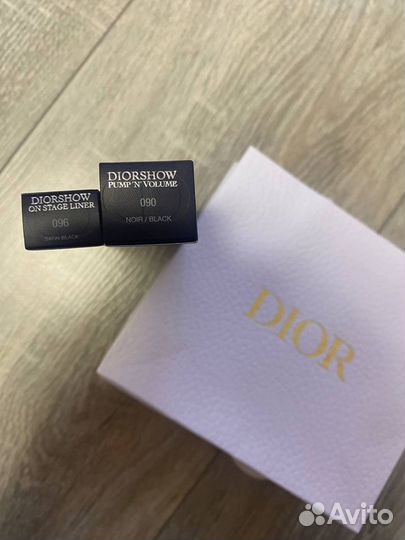 DIORSHOW
ON STAGE LINER
096
SATIN BLACK
DIORSHOW
PUMP 'N' VOLUME
090
NOIR / BLACK
DIOR
Avito